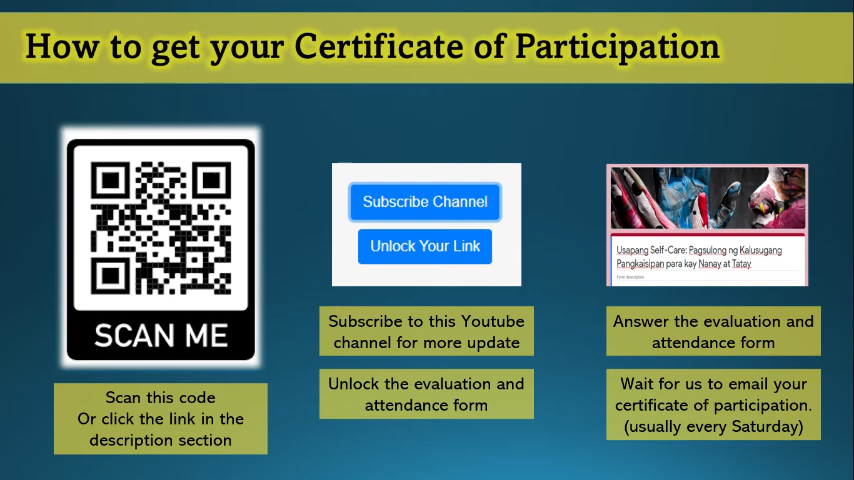 How to get your Certificate of Participation
SCAN ME
Scan this code
Or click the link in the
description section
Subscribe Channel
Unlock Your Link
Subscribe to this Youtube
channel for more update
Unlock the evaluation and
attendance form
Usapang Self-Care: Pagsulong ng Kalusugang
Pangkaisipan para kay Nanay at Tatay
Form description
Answer the evaluation and
attendance form
Wait for us to email your
certificate of participation.
(usually every Saturday)